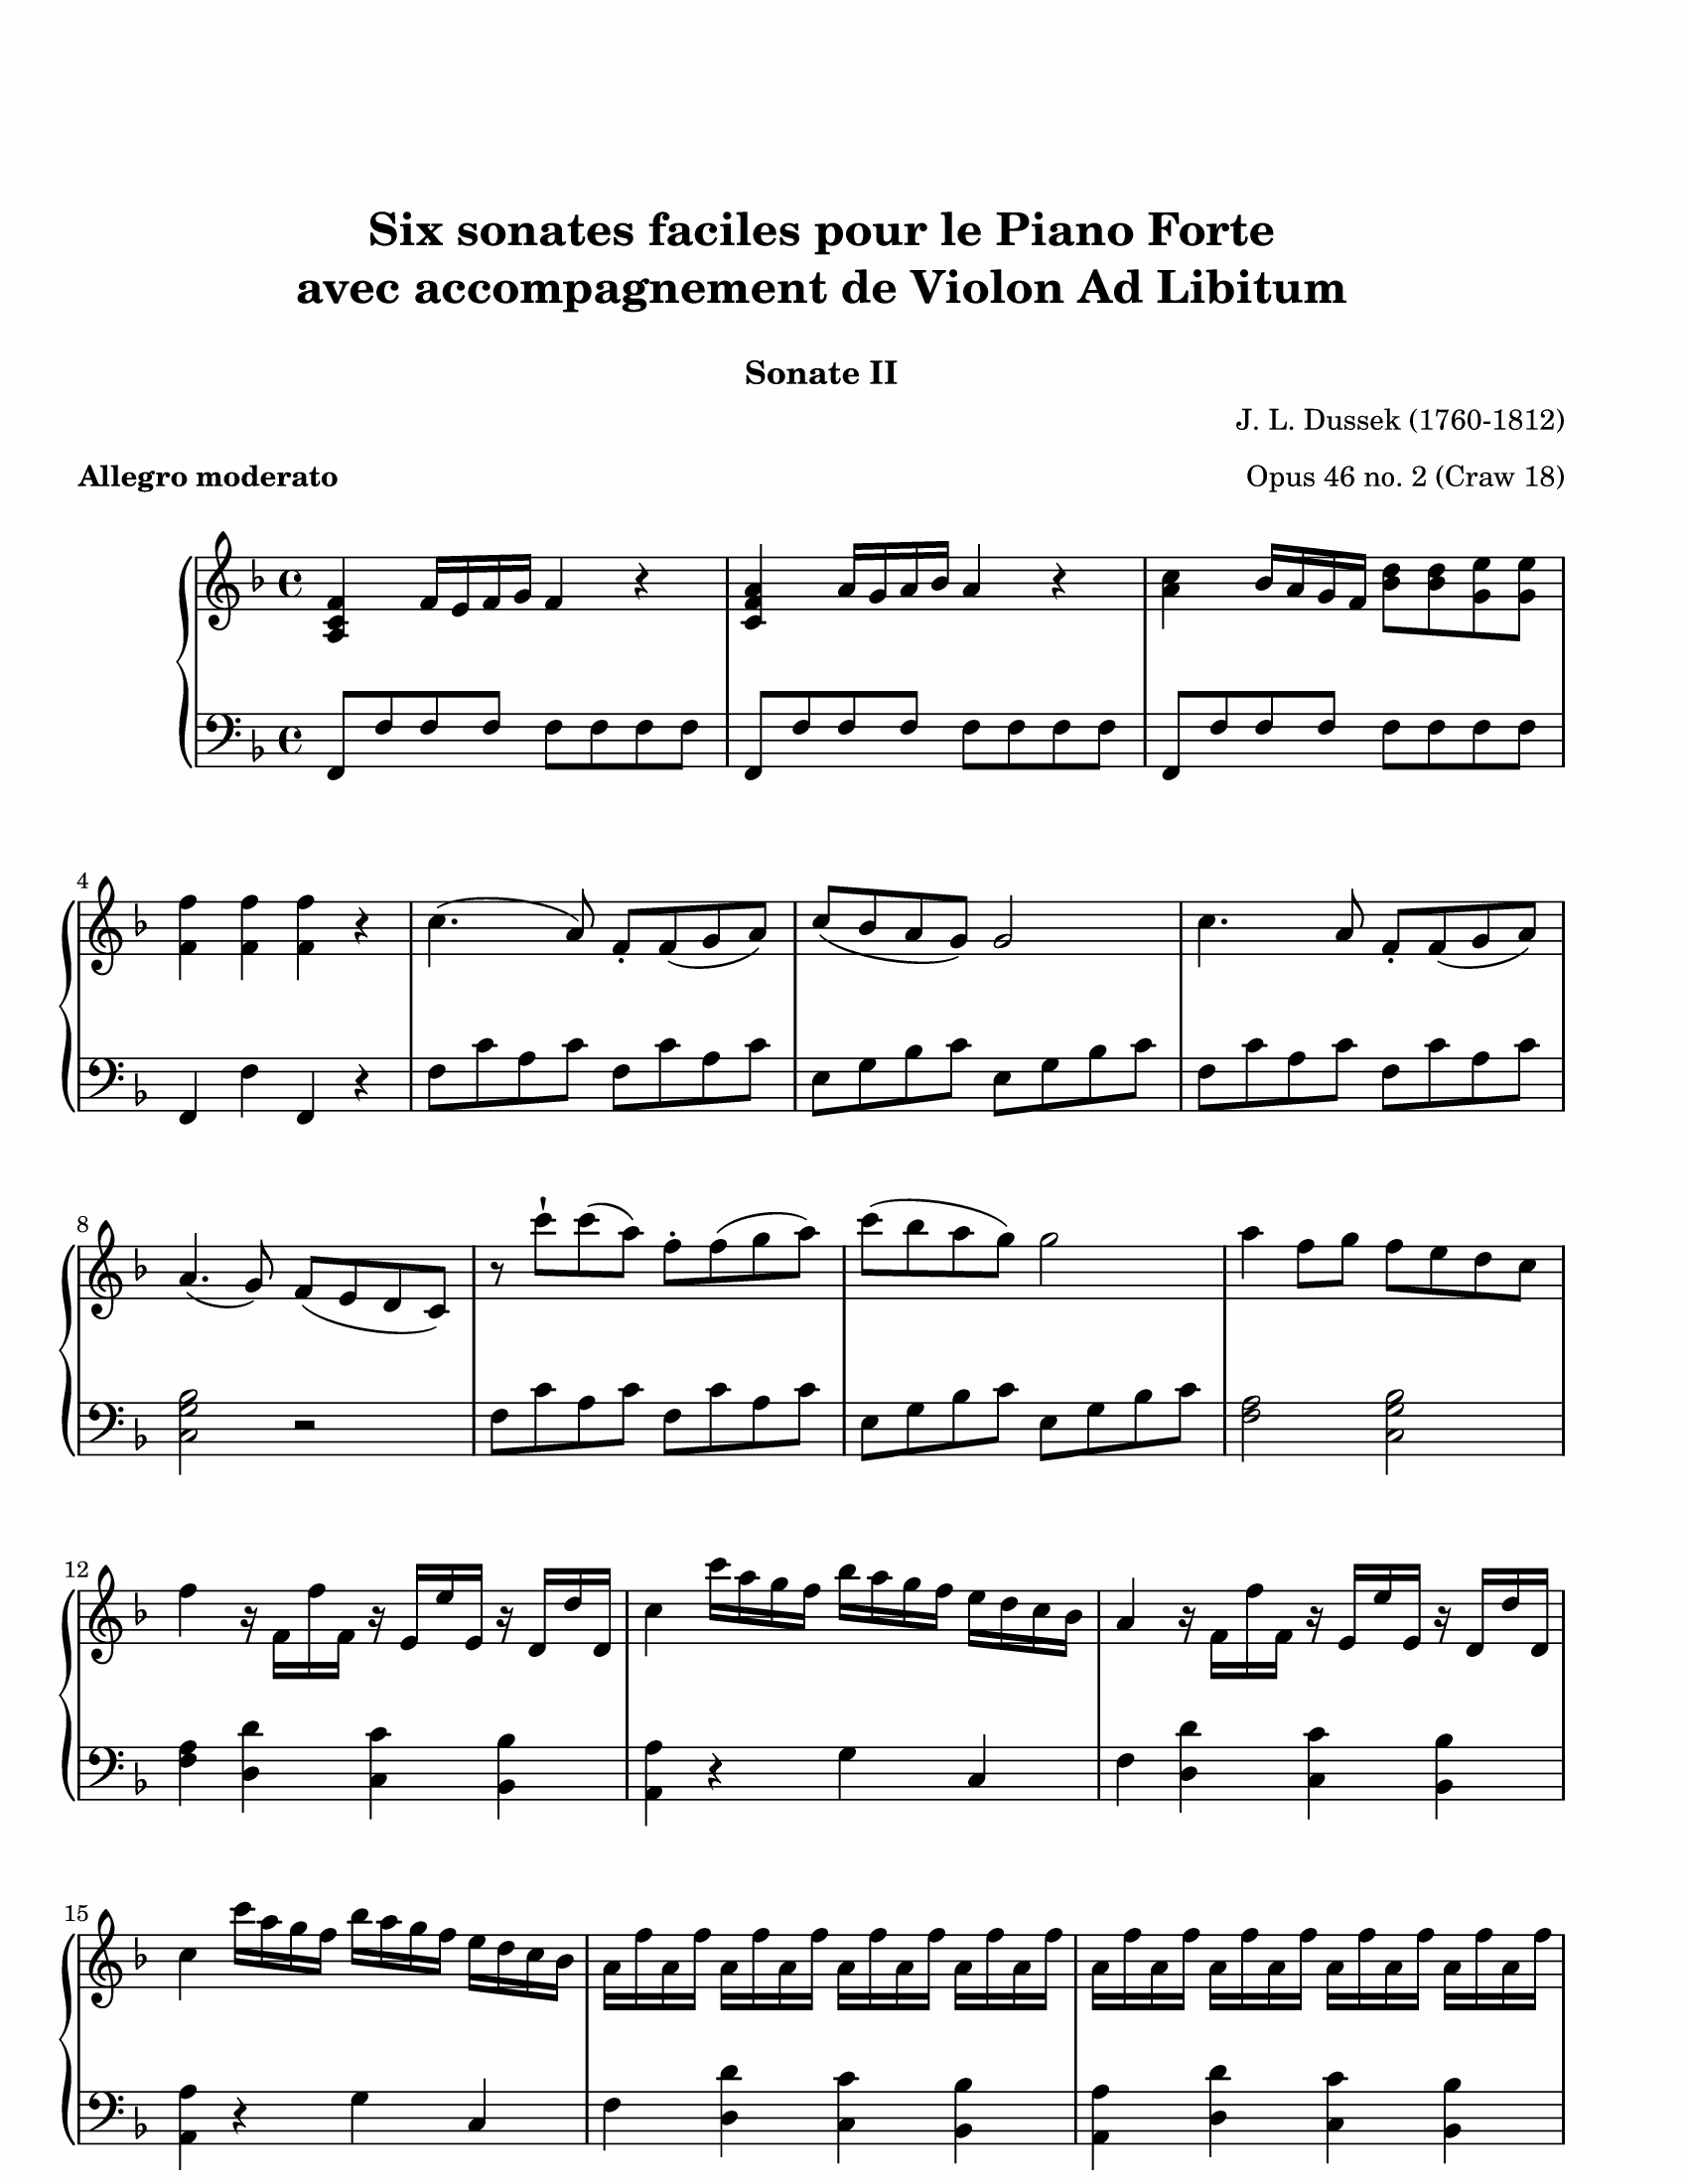 Six sonates faciles pour le Piano Forte
avec accompagnement de Violon Ad Libitum
Sonate II
J. L. Dussek (1760-1812)
Allegro moderato
Opus 46 no. 2 (Craw 18)
4
8
12
15